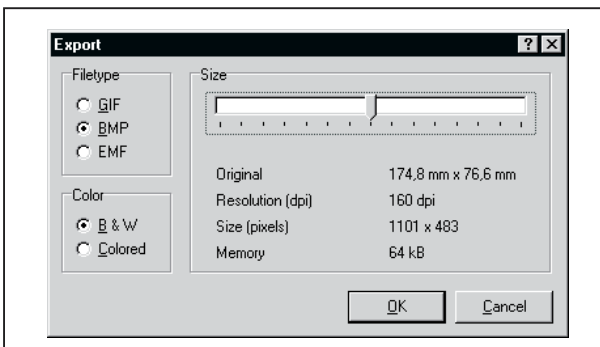 Export
Filetype
GIF
BMP
EMF
Color
B & W
Colored
Size
Original 174,8 mm x 76,6 mm
Resolution (dpi) 160 dpi
Size (pixels) 1101 x 483
Memory 64 kB
OK Cancel